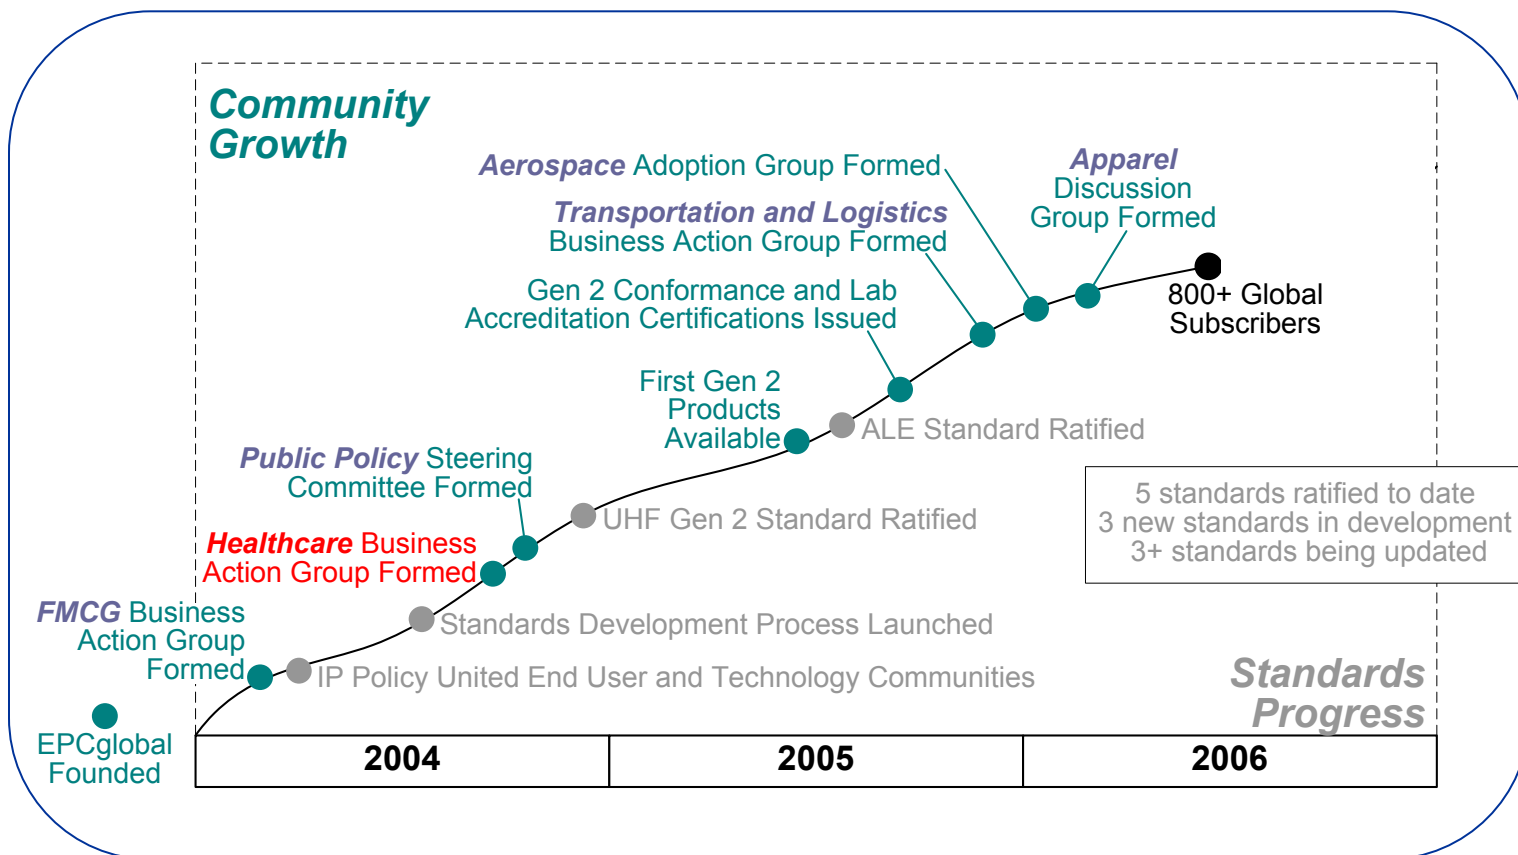 Community
Growth
Aerospace Adoption Group Formed
Apparel
Discussion
Group Formed
Transportation and Logistics
Business Action Group Formed
Gen 2 Conformance and Lab
Accreditation Certifications Issued
800+ Global
Subscribers
First Gen 2
Products
Available
ALE Standard Ratified
Public Policy Steering
Committee Formed
5 standards ratified to date
3 new standards in development
3+ standards being updated
UHF Gen 2 Standard Ratified
Healthcare Business
Action Group Formed
FMCG Business
Action Group
Formed
Standards Development Process Launched
IP Policy United End User and Technology Communities
Standards
Progress
EPCglobal
Founded
2004
2005
2006